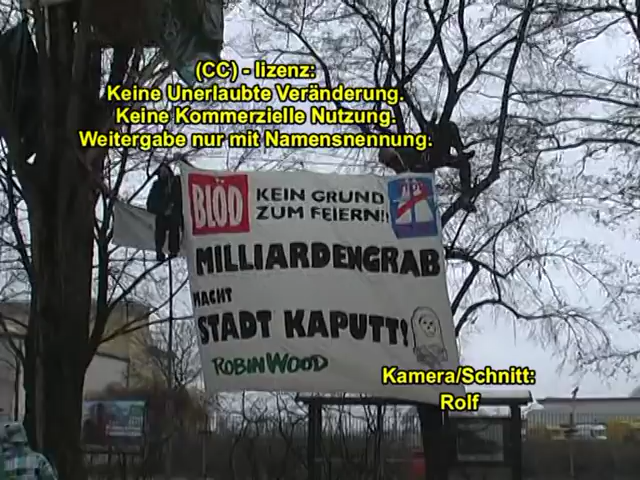 (CC) - lizenz:
Keine Unerlaubte Veränderung.
Keine Kommerzielle Nutzung.
Weitergabe nur mit Namensnennung.
BLÖD
KEIN GRUND
ZUM FEIERN!!
MILLIARDENGRAB
MACHT
STADT KAPUTT!
ROBIN WOOD
Kamera/Schnitt:
Rolf